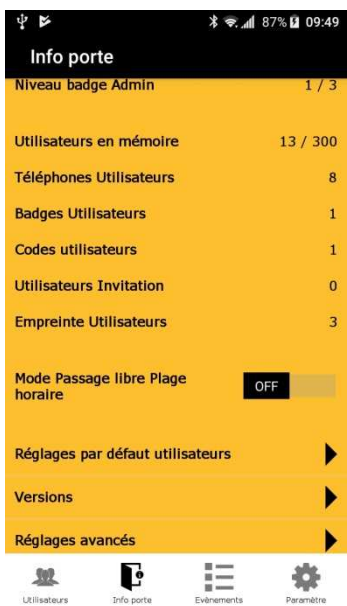 87% 09:49
Info porte
Niveau badge Admin 1 / 3
Utilisateurs en mémoire 13 / 300
Téléphones Utilisateurs 8
Badges Utilisateurs 1
Codes utilisateurs 1
Utilisateurs Invitation 0
Empreinte Utilisateurs 3
Mode Passage libre Plage
horaire OFF
Réglages par défaut utilisateurs
Versions
Réglages avancés
Utilisateurs Info porte Evènements Paramètre